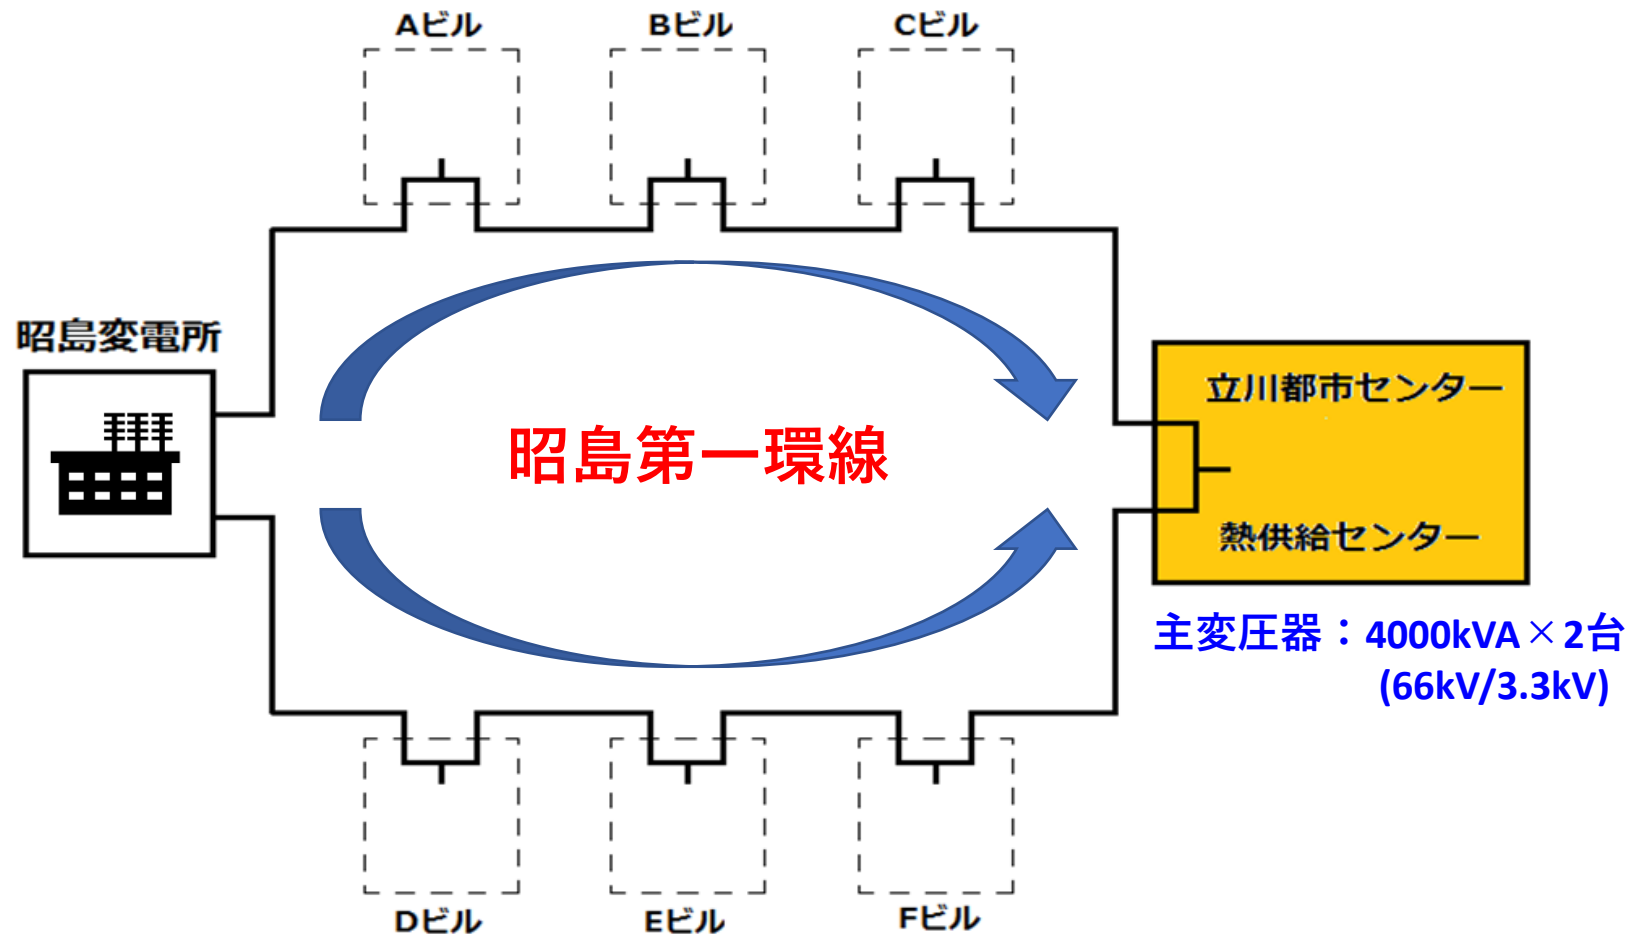 Aビル
Bビル
Cビル
昭島変電所
立川都市センター
昭島第一環線
熱供給センター
主変圧器：4000kVA×2台
(66kV/3.3kV)
Dビル
Eビル
Fビル